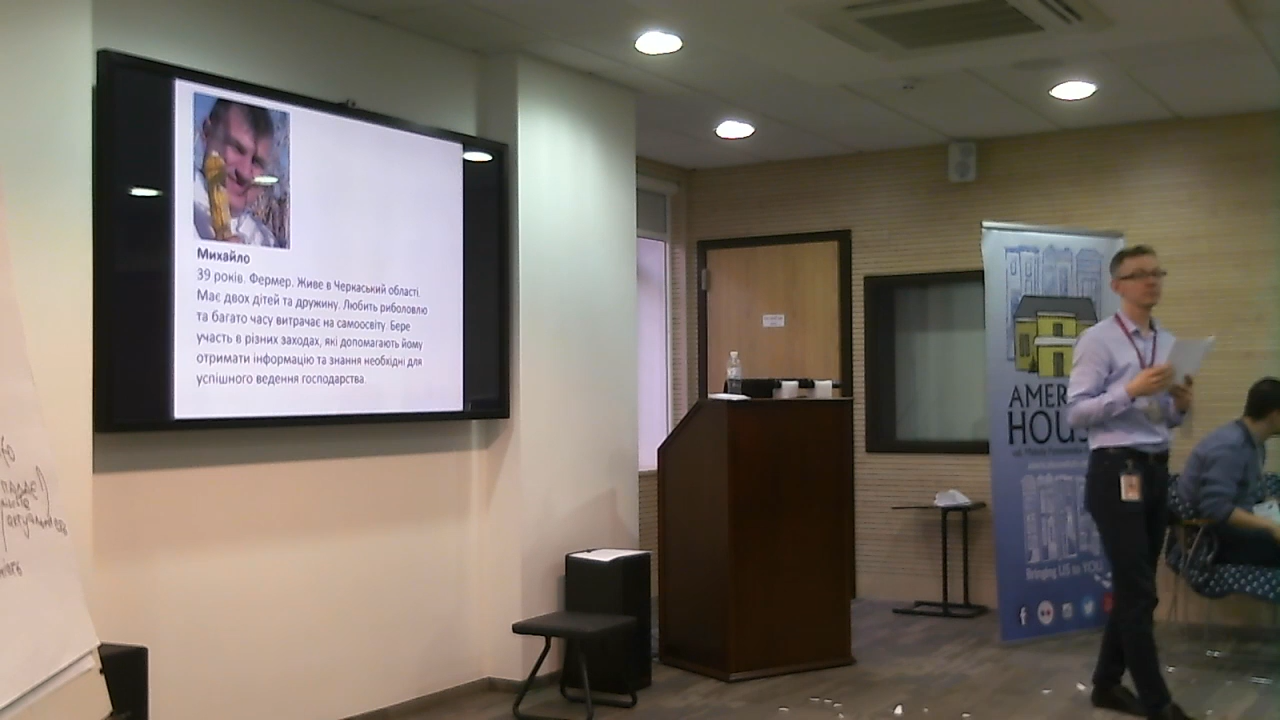 Михайло
39 років. Фермер. Живе в Черкаській області.
Має двох дітей та дружину. Любить риболовлю
та багато часу витрачає на самоосвіту. Бере
участь в різних заходах, які допомагають йому
отримати інформацію та знання необхідні для
успішного ведення господарства.
AMER
HOUS
Bringing US to YOU